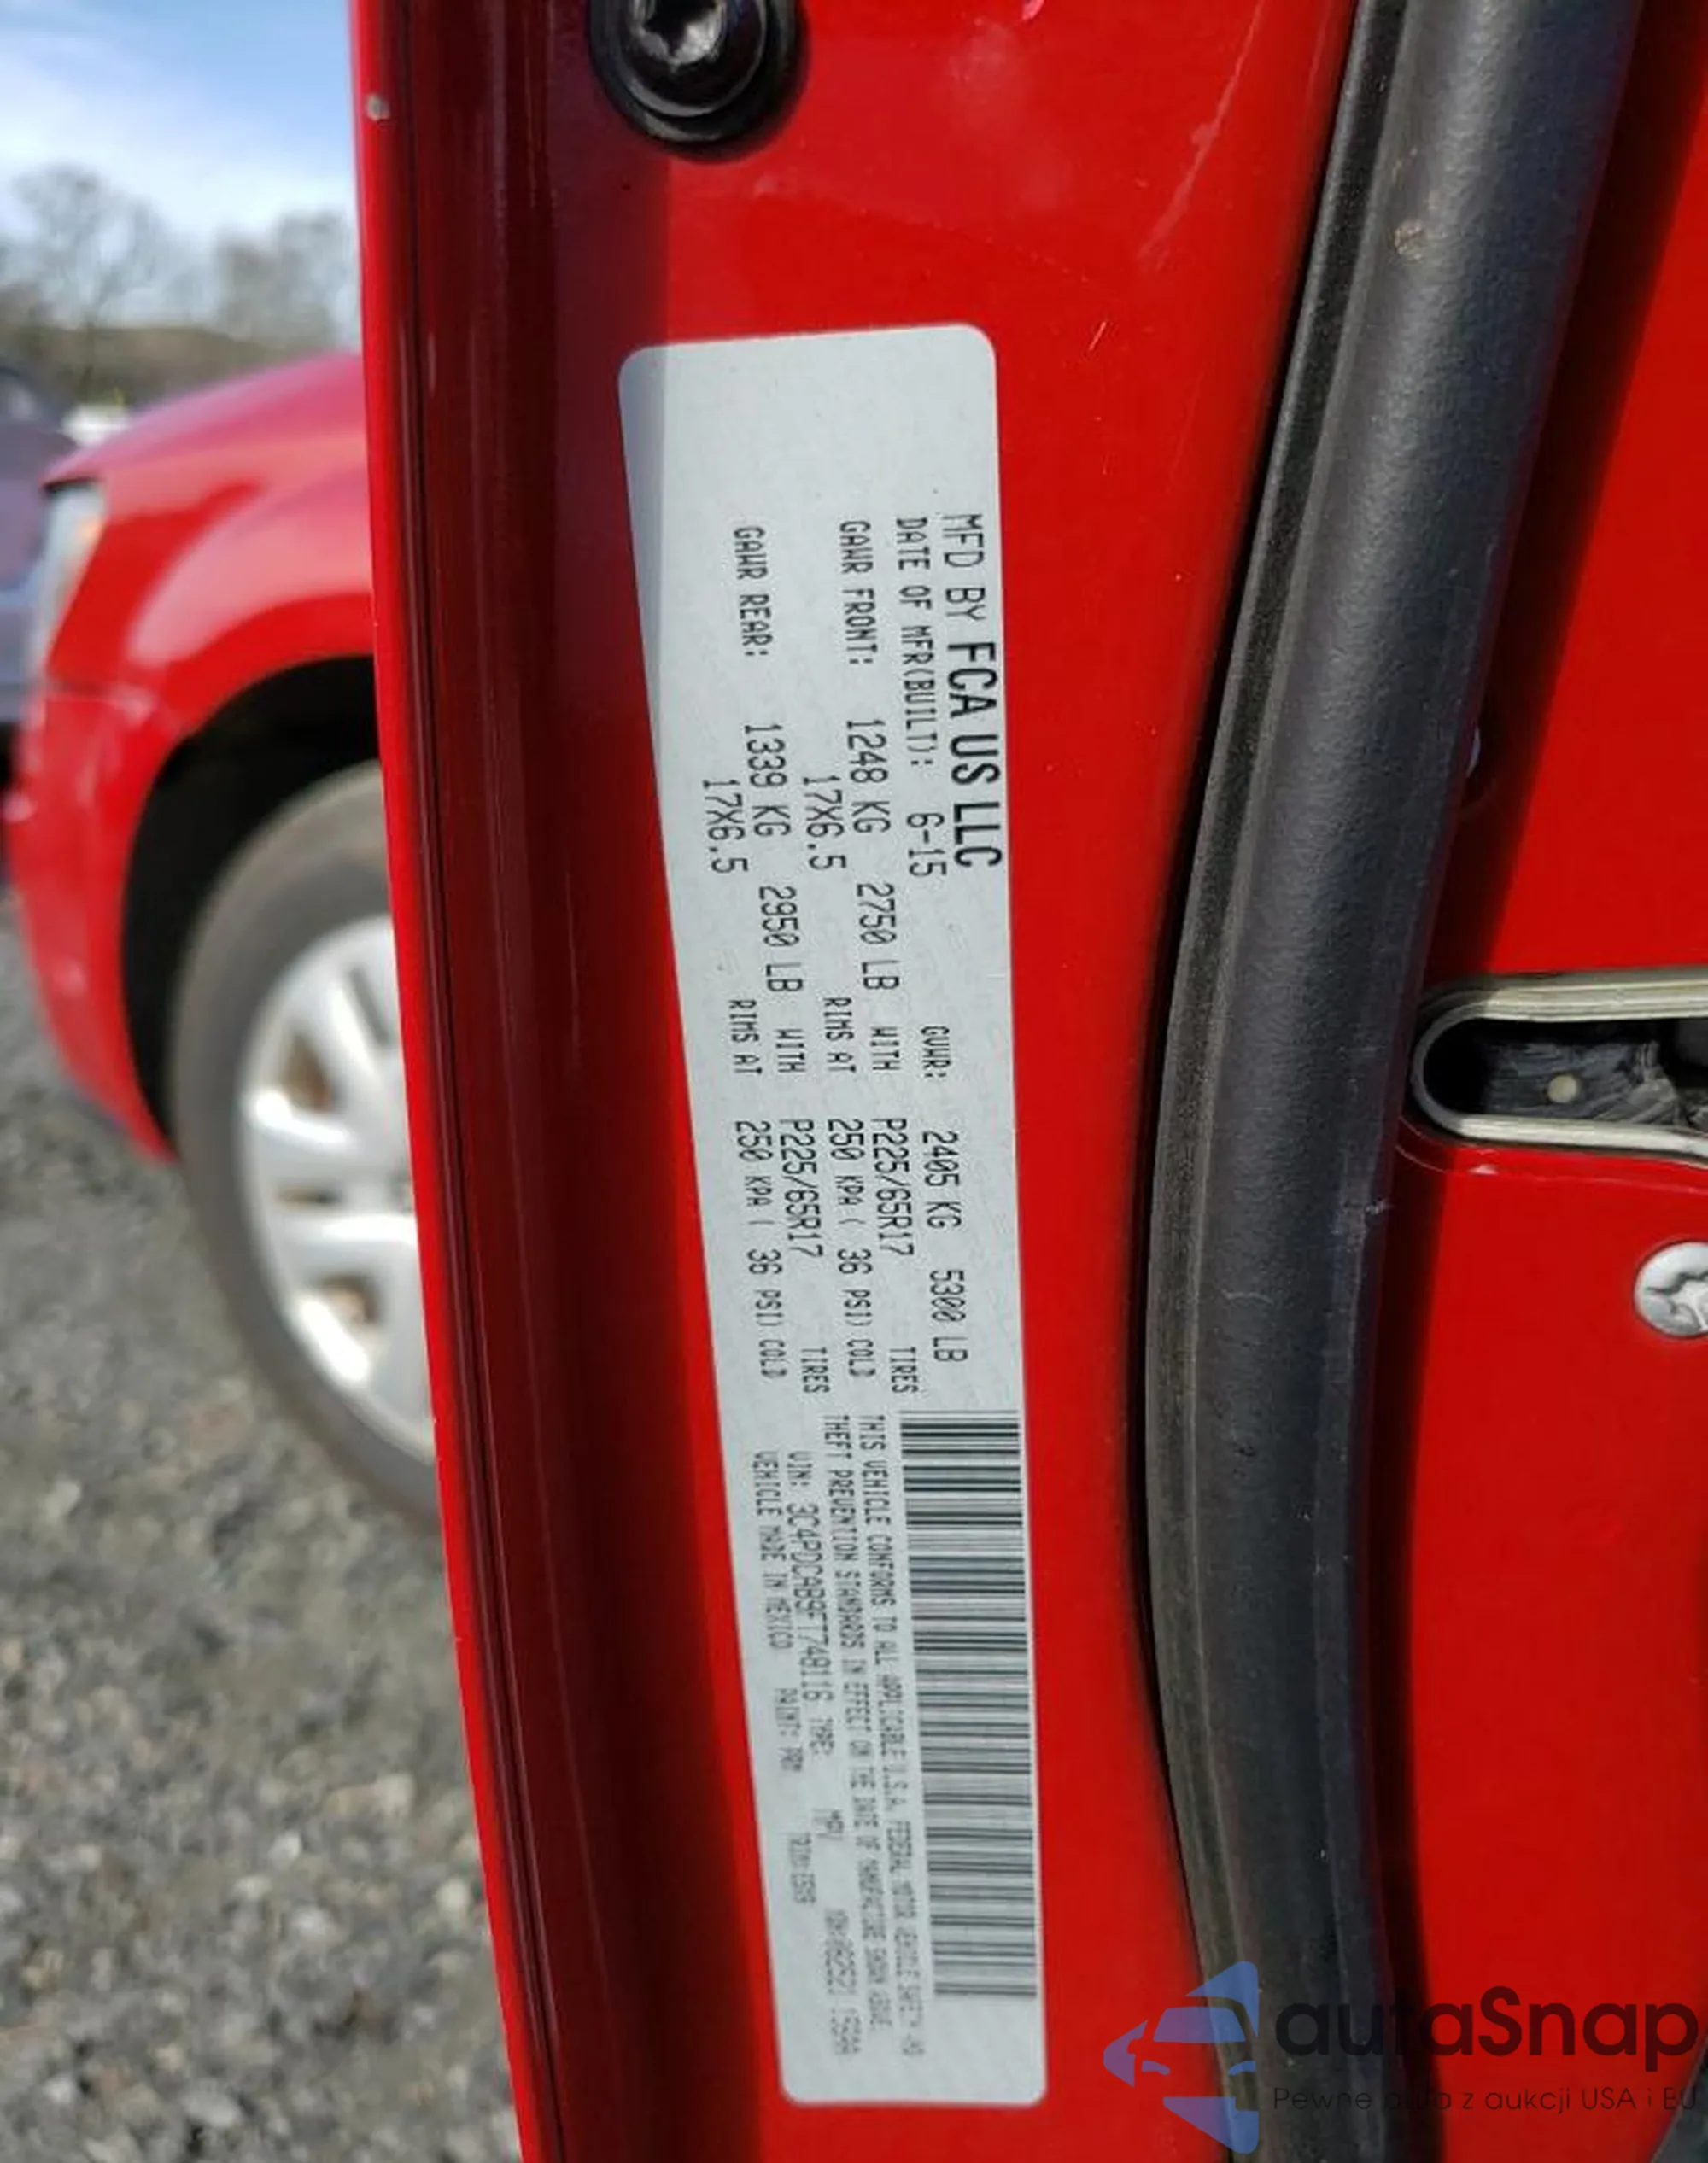 MFD BY FCA US LLC
DATE OF MFR(BUILT): 6-15 GVWR: 2405 KG 5300 LB
GAWR FRONT: 1248 KG 2750 LB WITH P225/65R17 TIRES
17X6.5 RIMS AT 250 KPA ( 36 PSI) COLD
GAWR REAR: 1339 KG 2950 LB WITH P225/65R17 TIRES
17X6.5 RIMS AT 250 KPA ( 36 PSI) COLD
THIS VEHICLE CONFORMS TO ALL APPLICABLE U.S.A. FEDERAL MOTOR VEHICLE SAFETY AND
THEFT PREVENTION STANDARDS IN EFFECT ON THE DATE OF MANUFACTURE SHOWN ABOVE.
VIN: 3C4PDCAB9FT748116 TYPE: MPV
VEHICLE MADE IN MEXICO PAINT: PRM
autaSnap
Pewne auta z aukcji USA i EU